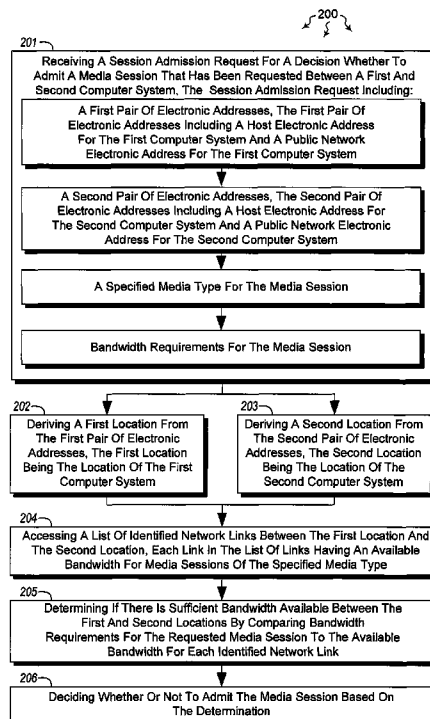 200
201
Receiving A Session Admission Request For A Decision Whether To
Admit A Media Session That Has Been Requested Between A First And
Second Computer System, The Session Admission Request Including:
A First Pair Of Electronic Addresses, The First Pair Of
Electronic Addresses Including A Host Electronic Address
For The First Computer System And A Public Network
Electronic Address For The First Computer System
A Second Pair Of Electronic Addresses, The Second Pair Of
Electronic Addresses Including A Host Electronic Address For
The Second Computer System And A Public Network Electronic
Address For The Second Computer System
A Specified Media Type For The Media Session
Bandwidth Requirements For The Media Session
202
Deriving A First Location From
The First Pair Of Electronic
Addresses, The First Location
Being The Location Of The First
Computer System
203
Deriving A Second Location From
The Second Pair Of Electronic
Addresses, The Second Location
Being The Location Of The
Second Computer System
204
Accessing A List Of Identified Network Links Between The First Location And
The Second Location, Each Link In The List Of Links Having An Available
Bandwidth For Media Sessions Of The Specified Media Type
205
Determining If There Is Sufficient Bandwidth Available Between The
First And Second Locations By Comparing Bandwidth
Requirements For The Requested Media Session To The Available
Bandwidth For Each Identified Network Link
206
Deciding Whether Or Not To Admit The Media Session Based On
The Determination